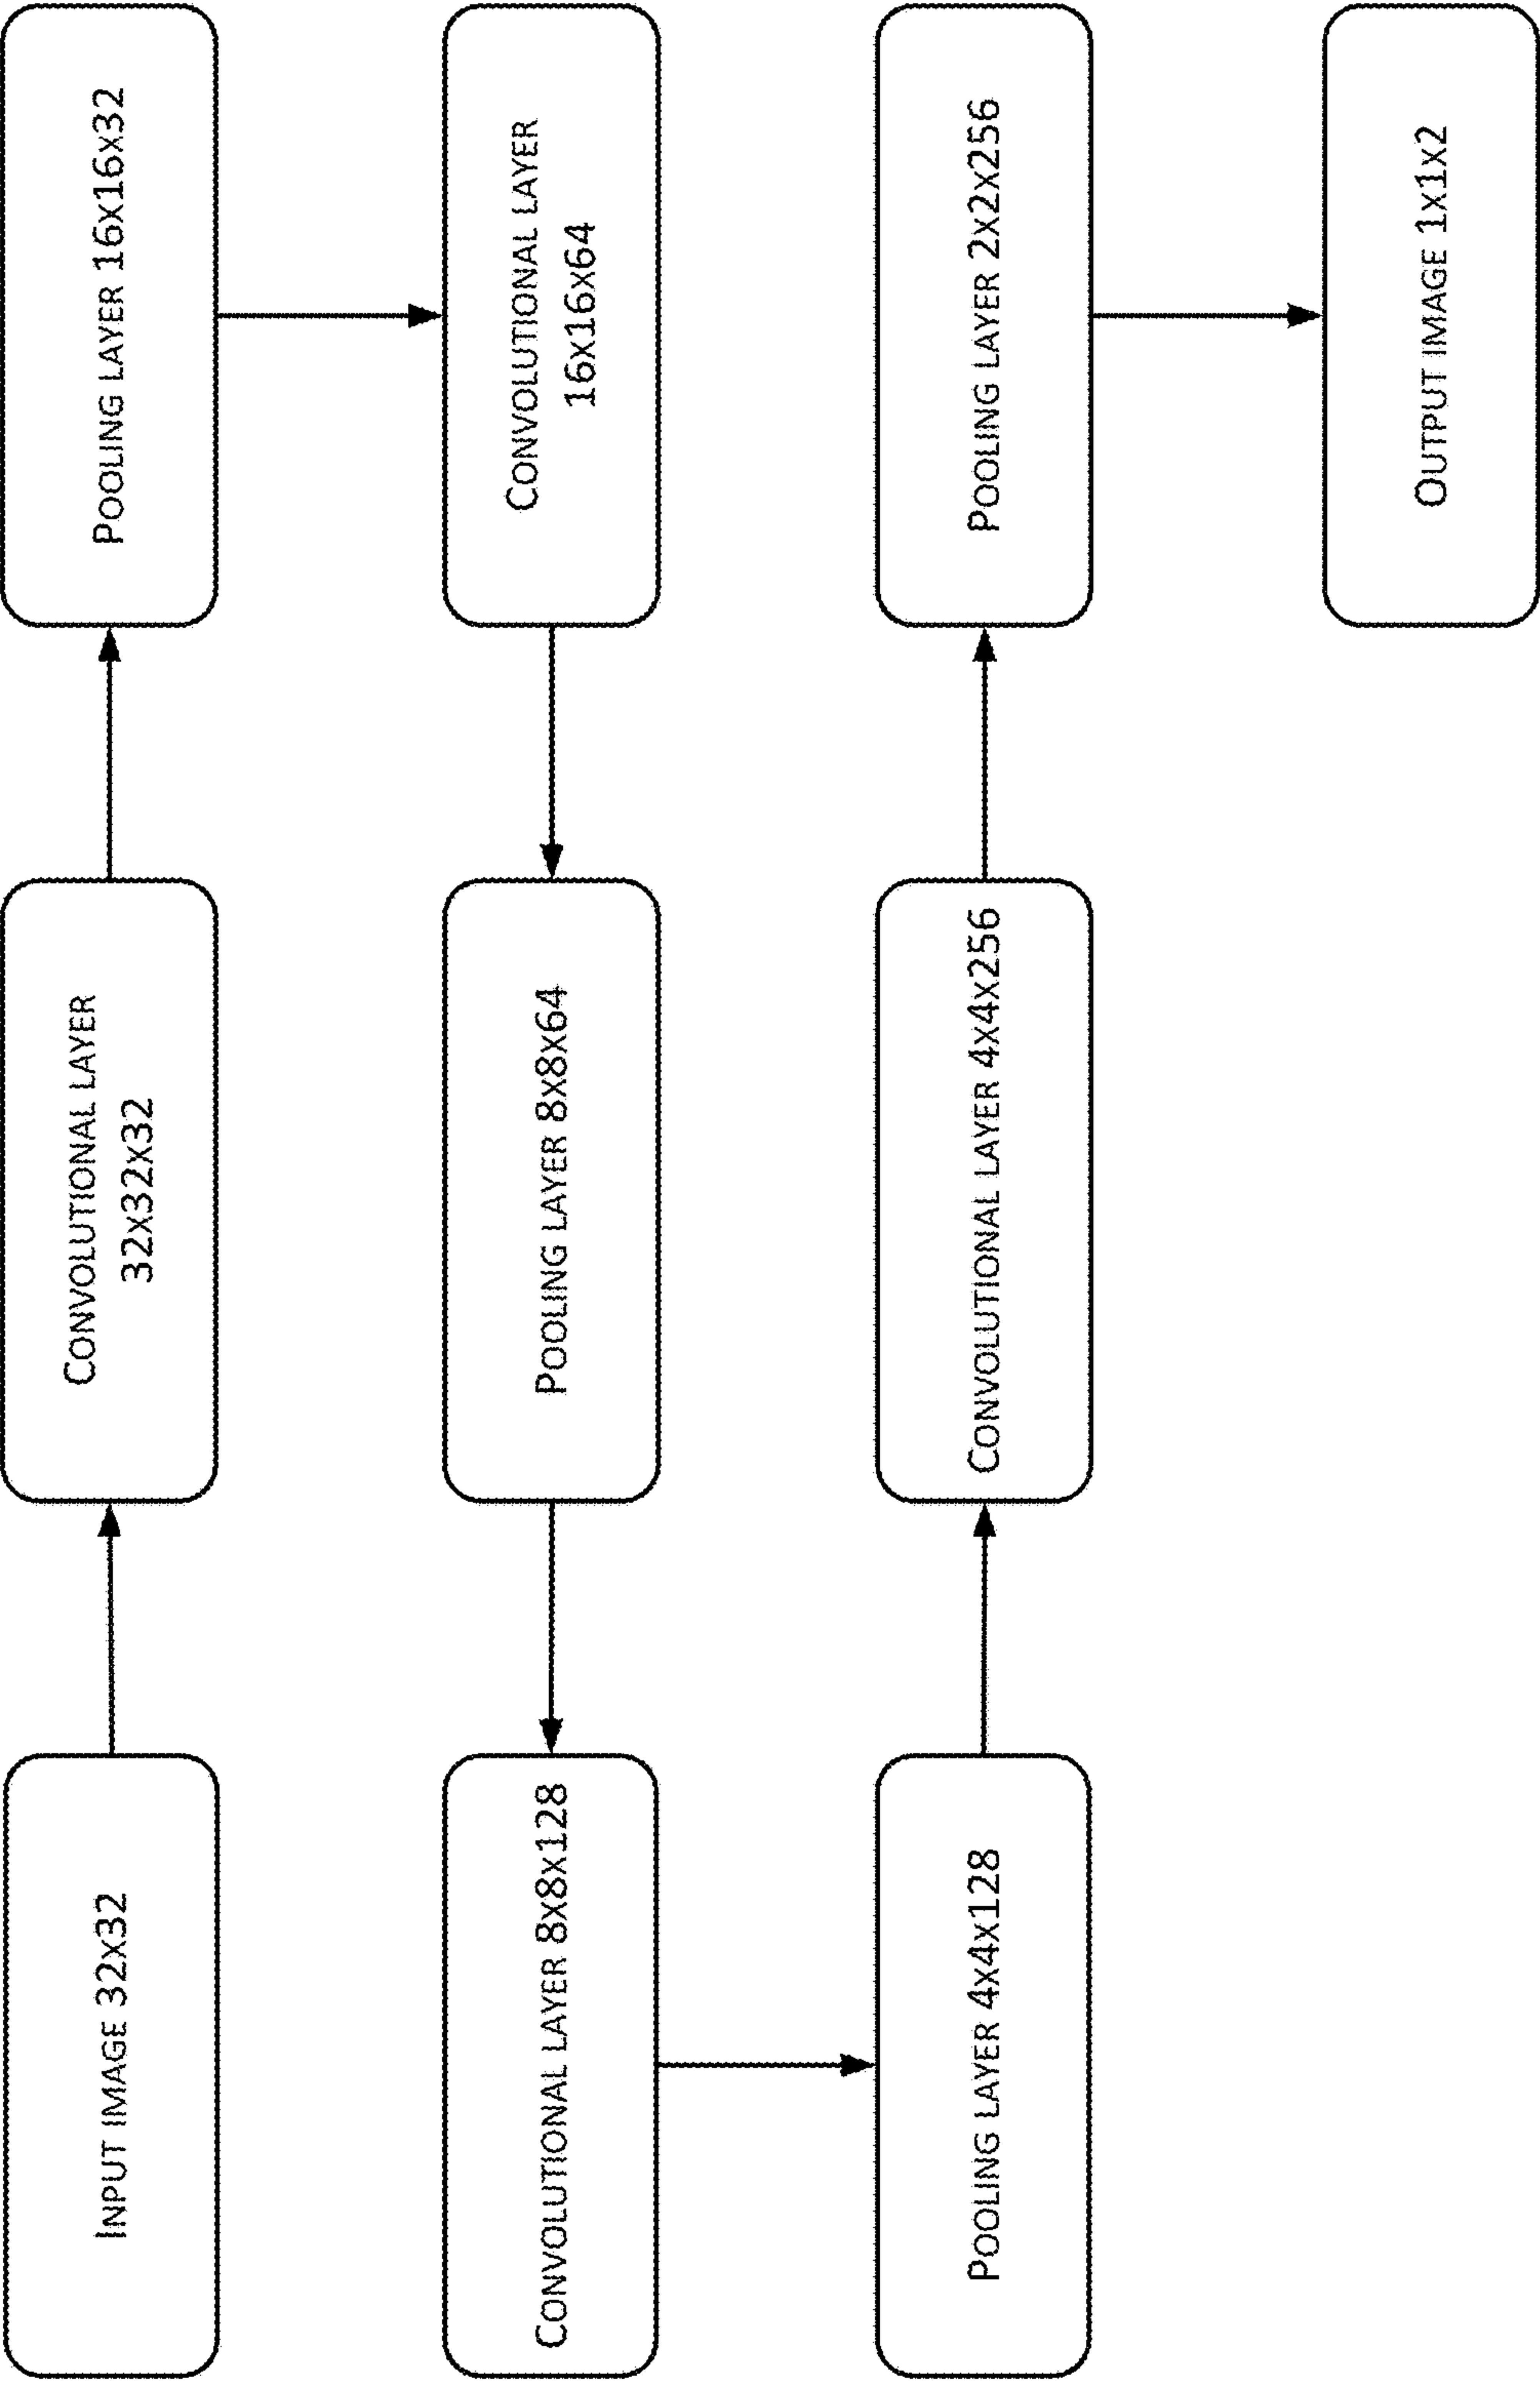 INPUT IMAGE 32X32
CONVOLUTIONAL LAYER
32X32X32
POOLING LAYER 16X16X32
CONVOLUTIONAL LAYER
16X16X64
POOLING LAYER 8X8X64
CONVOLUTIONAL LAYER 8X8X128
POOLING LAYER 4X4X128
CONVOLUTIONAL LAYER 4X4X256
POOLING LAYER 2X2X256
OUTPUT IMAGE 1X1X2